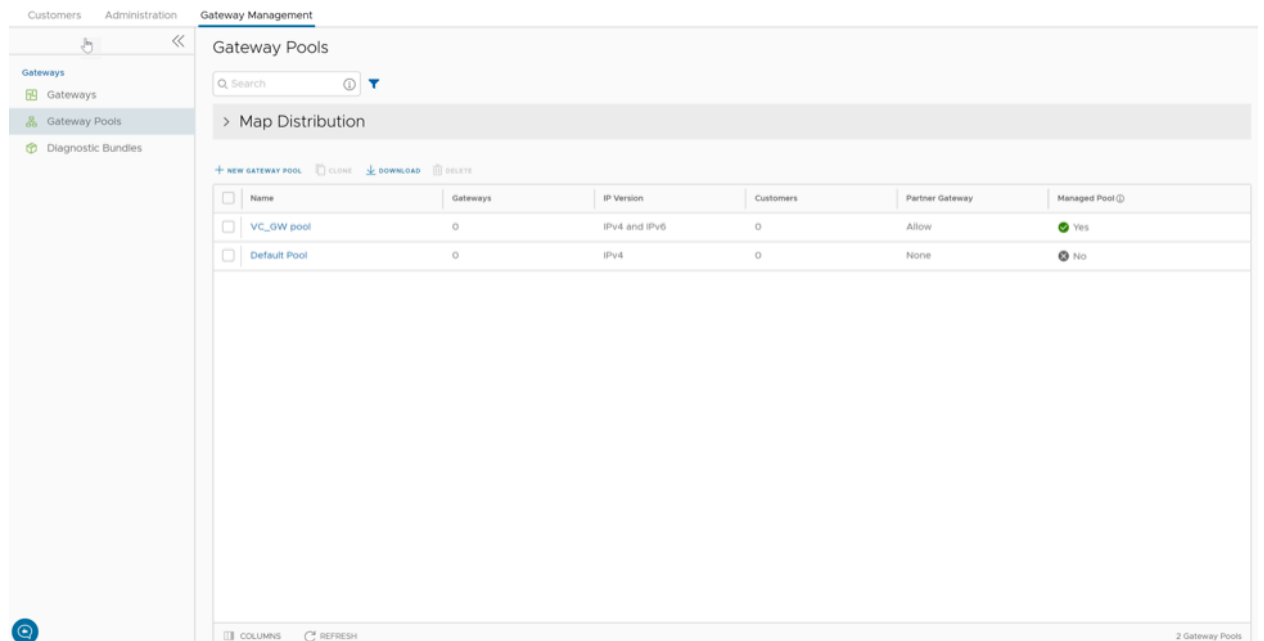 Customers Administration Gateway Management
Gateway Pools
Gateways
Gateways
Gateway Pools
Diagnostic Bundles
Search
Map Distribution
+ NEW GATEWAY POOL CLONE DOWNLOAD DELETE
Name Gateways IP Version Customers Partner Gateway Managed Pool
VC_GW pool 0 IPv4 and IPv6 0 Allow Yes
Default Pool 0 IPv4 0 None No
COLUMNS REFRESH 2 Gateway Pools